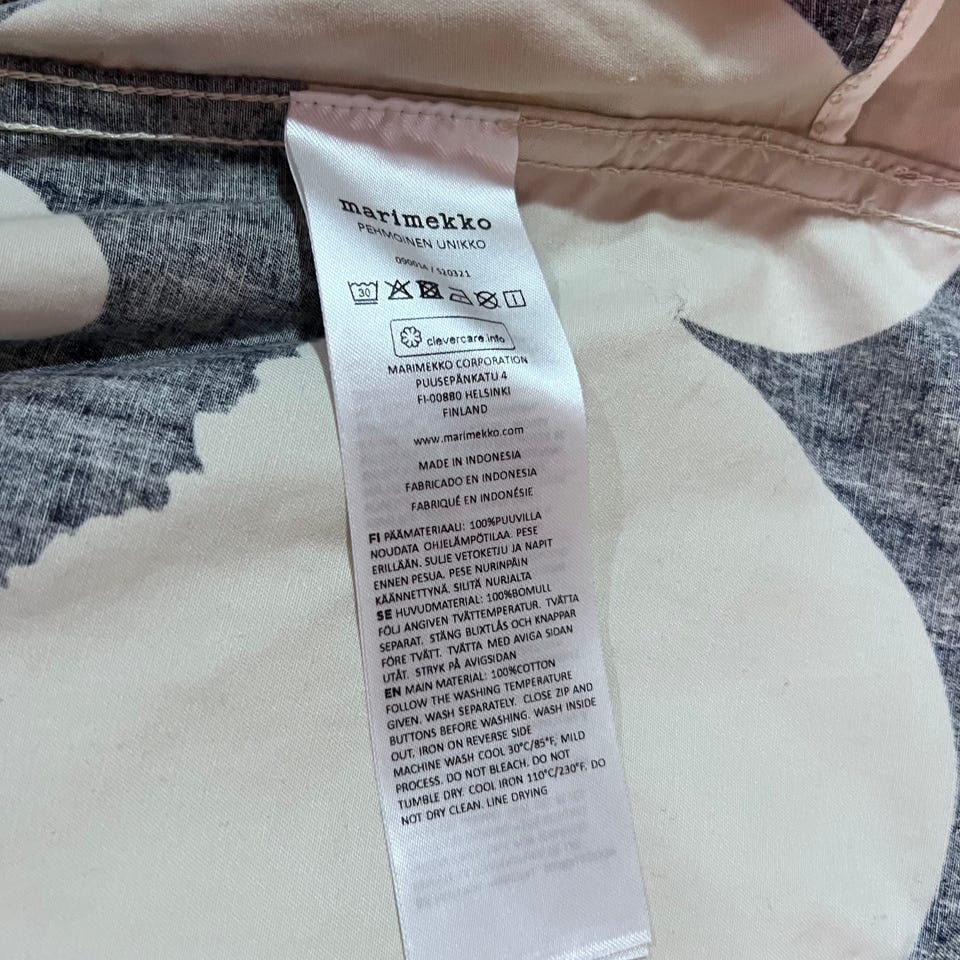 marimekko
PEHMOINEN UNIKKO
090014 / S20321
30
clevercare.info
MARIMEKKO CORPORATION
PUUSEPÄNKATU 4
FI-00880 HELSINKI
FINLAND
www.marimekko.com
MADE IN INDONESIA
FABRICADO EN INDONESIA
FABRIQUÉ EN INDONÉSIE
FI PÄÄMATERIAALI: 100%PUUVILLA
NOUDATA OHJELÄMPÖTILAA. PESE
ERILLÄÄN. SULJE VETOKETJU JA NAPIT
ENNEN PESUA. PESE NURINPÄIN
KÄÄNNETTYNÄ. SILITÄ NURJALTA
SE HUVUDMATERIAL: 100%BOMULL
FÖLJ ANGIVEN TVÄTTEMPERATUR. TVÄTTA
SEPARAT. STÄNG BLIXTLÅS OCH KNAPPAR
FÖRE TVÄTT. TVÄTTA MED AVIGA SIDAN
UTÅT. STRYK PÅ AVIGSIDAN
EN MAIN MATERIAL: 100%COTTON
FOLLOW THE WASHING TEMPERATURE
GIVEN. WASH SEPARATELY. CLOSE ZIP AND
BUTTONS BEFORE WASHING. WASH INSIDE
OUT. IRON ON REVERSE SIDE
MACHINE WASH COOL 30°C/85°F, MILD
PROCESS. DO NOT BLEACH. DO NOT
TUMBLE DRY. COOL IRON 110°C/230°F. DO
NOT DRY CLEAN. LINE DRYING